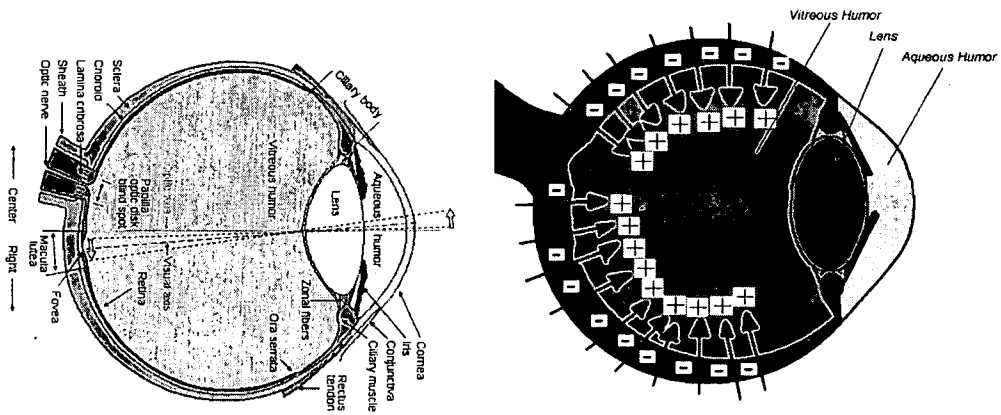 Vitreous Humor
Lens
Aqueous Humor
Sclera
Choroid
Lamina cribrosa
Sheath
Optic nerve
Ciliary body
Vitreous humor
Lens
Aqueous
humor
Papilla
optic disk
blind spot
Visual axis
Retina
Zonal fibers
Ora serrata
Cornea
Iris
Conjunctiva
Ciliary muscle
Rectus
tendon
Macula
lutea
Fovea
Center
Right